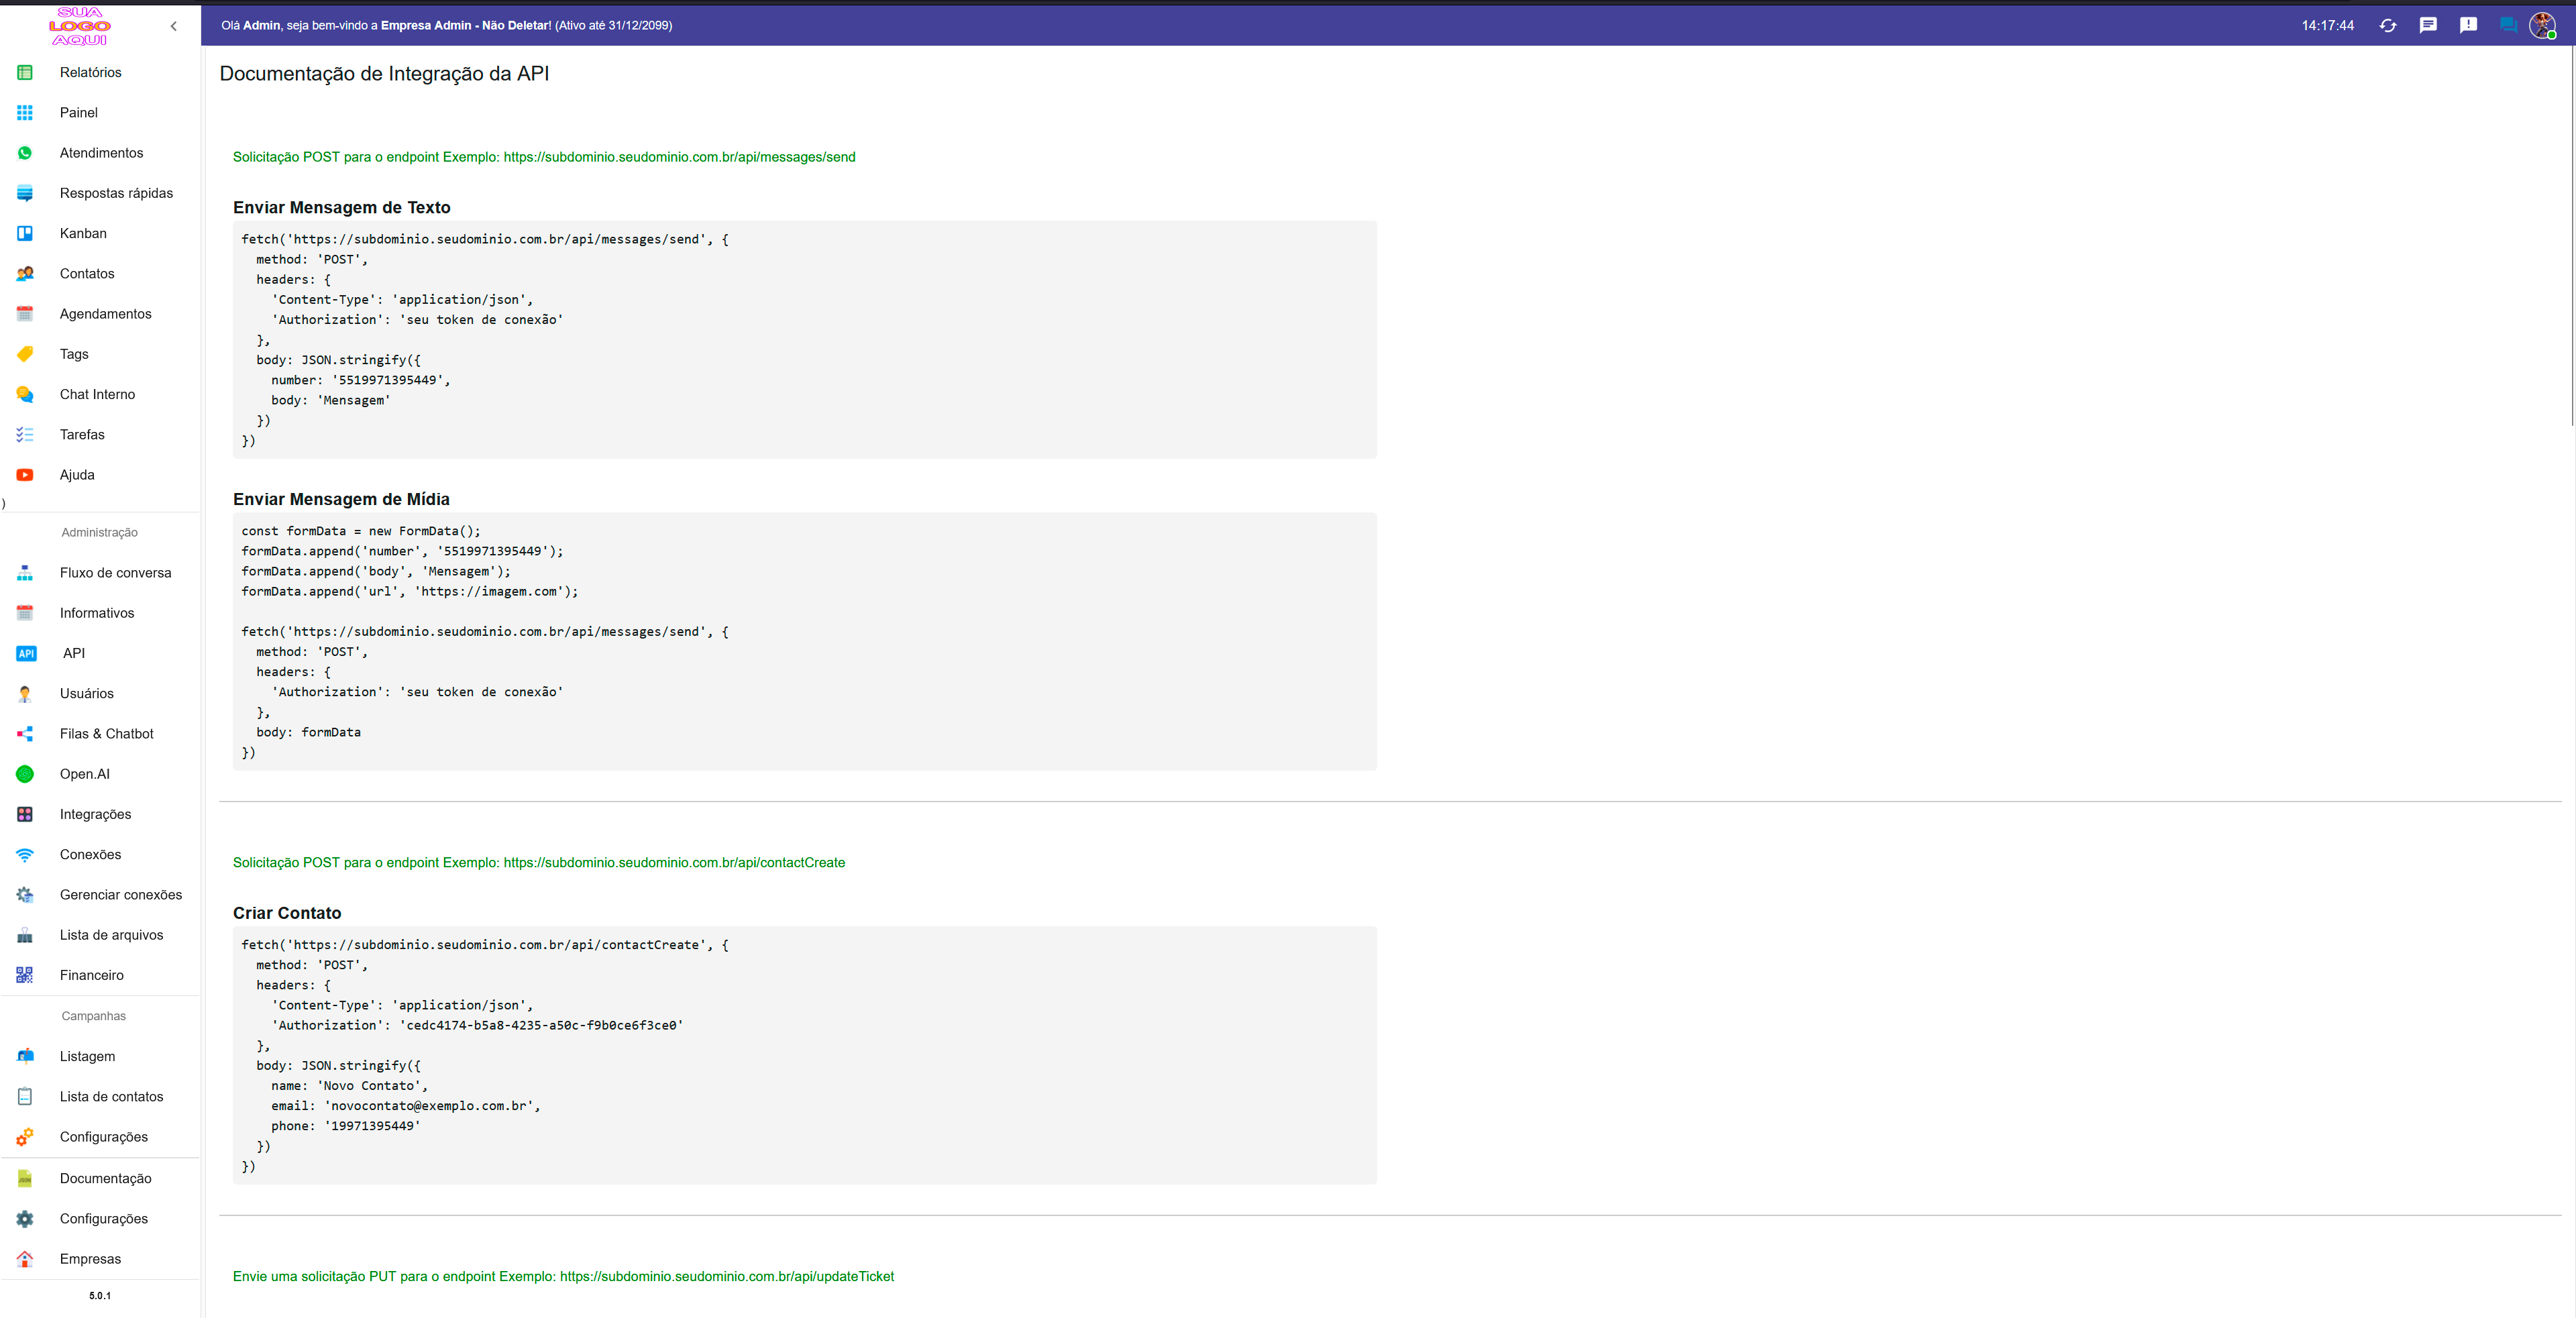 SUA
LOGO
AQUI
Olá Admin, seja bem-vindo a Empresa Admin - Não Deletar! (Ativo até 31/12/2099)
14:17:44
Relatórios
Painel
Atendimentos
Respostas rápidas
Kanban
Contatos
Agendamentos
Tags
Chat Interno
Tarefas
Ajuda
)
Administração
Fluxo de conversa
Informativos
API API
Usuários
Filas & Chatbot
Open.AI
Integrações
Conexões
Gerenciar conexões
Lista de arquivos
Financeiro
Campanhas
Listagem
Lista de contatos
Configurações
Documentação
Configurações
Empresas
5.0.1
Documentação de Integração da API
Solicitação POST para o endpoint Exemplo: https://subdominio.seudominio.com.br/api/messages/send
Enviar Mensagem de Texto
fetch('https://subdominio.seudominio.com.br/api/messages/send', {
  method: 'POST',
  headers: {
    'Content-Type': 'application/json',
    'Authorization': 'seu token de conexão'
  },
  body: JSON.stringify({
    number: '5519971395449',
    body: 'Mensagem'
  })
})
Enviar Mensagem de Mídia
const formData = new FormData();
formData.append('number', '5519971395449');
formData.append('body', 'Mensagem');
formData.append('url', 'https://imagem.com');
fetch('https://subdominio.seudominio.com.br/api/messages/send', {
  method: 'POST',
  headers: {
    'Authorization': 'seu token de conexão'
  },
  body: formData
})
Solicitação POST para o endpoint Exemplo: https://subdominio.seudominio.com.br/api/contactCreate
Criar Contato
fetch('https://subdominio.seudominio.com.br/api/contactCreate', {
  method: 'POST',
  headers: {
    'Content-Type': 'application/json',
    'Authorization': 'cedc4174-b5a8-4235-a50c-f9b0ce6f3ce0'
  },
  body: JSON.stringify({
    name: 'Novo Contato',
    email: 'novocontato@exemplo.com.br',
    phone: '19971395449'
  })
})
Envie uma solicitação PUT para o endpoint Exemplo: https://subdominio.seudominio.com.br/api/updateTicket